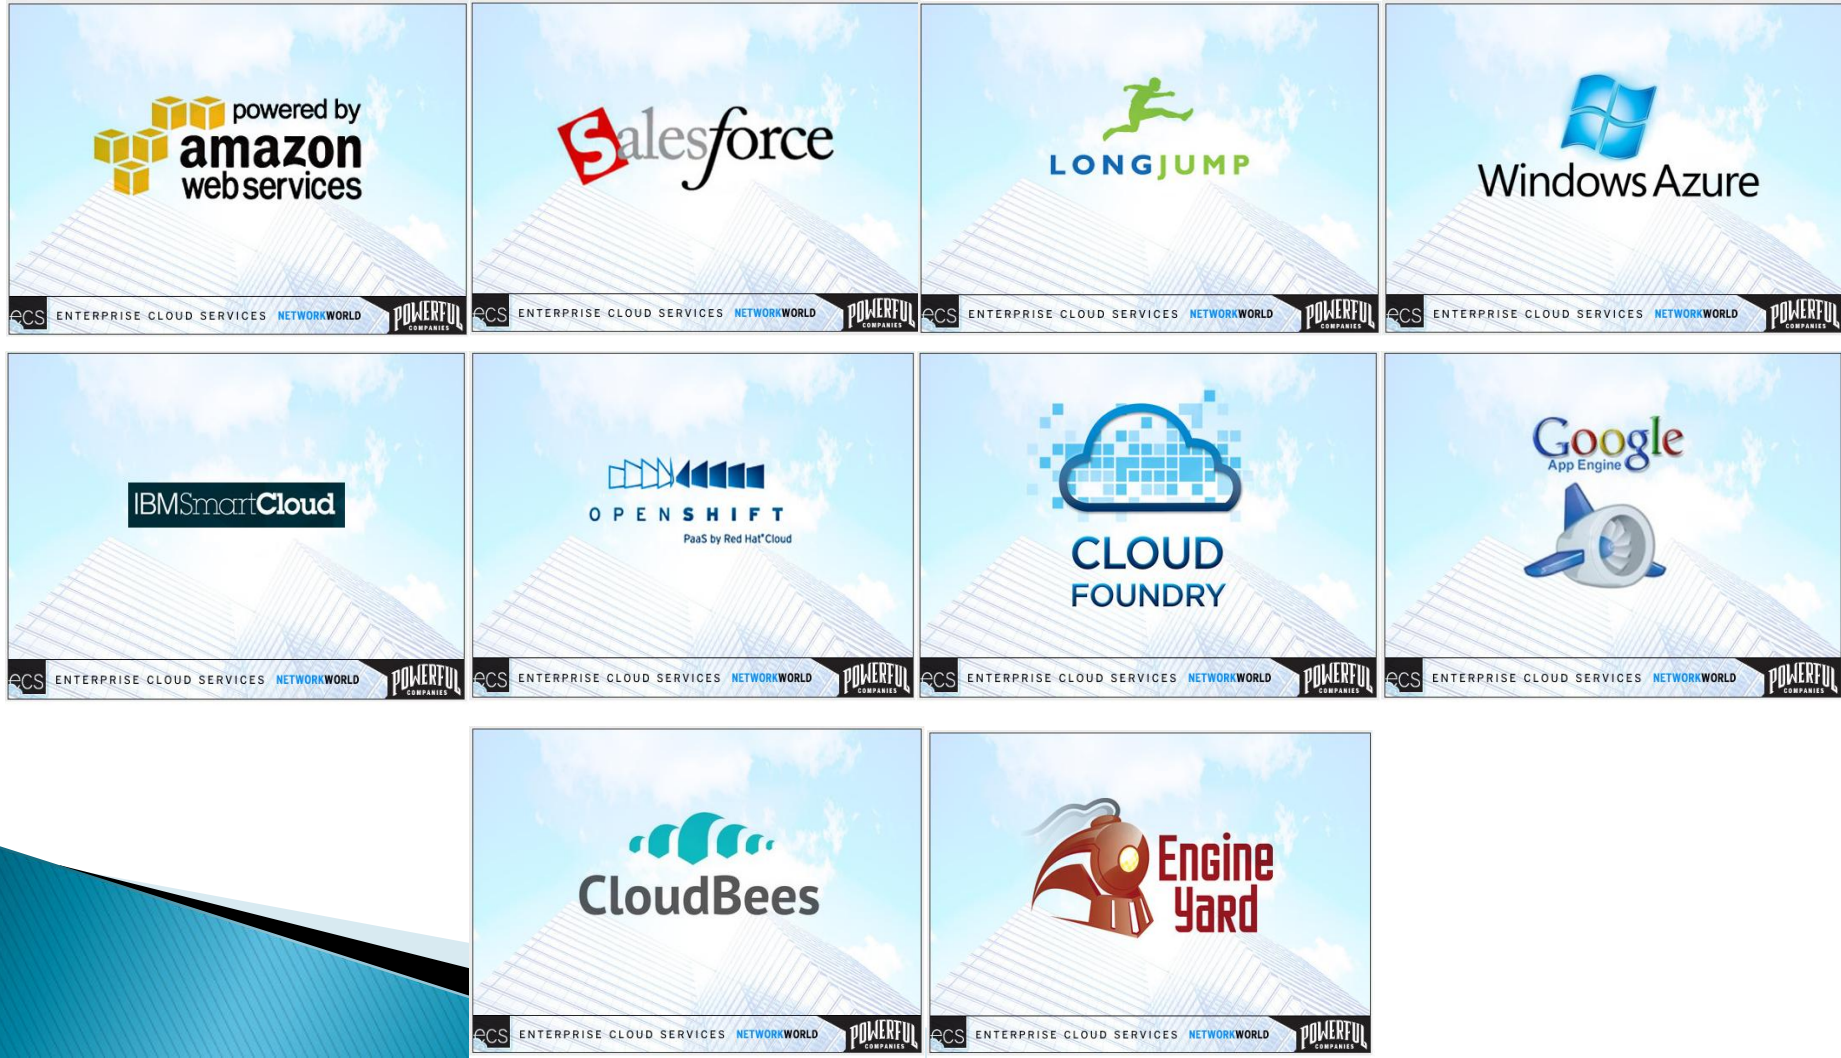 powered by
amazon
web services
ecs ENTERPRISE CLOUD SERVICES NETWORKWORLD POWERFUL
COMPANIES
Salesforce
ecs ENTERPRISE CLOUD SERVICES NETWORKWORLD POWERFUL
COMPANIES
LONGJUMP
ecs ENTERPRISE CLOUD SERVICES NETWORKWORLD POWERFUL
COMPANIES
Windows Azure
ecs ENTERPRISE CLOUD SERVICES NETWORKWORLD POWERFUL
COMPANIES
IBMSmartCloud
ecs ENTERPRISE CLOUD SERVICES NETWORKWORLD POWERFUL
COMPANIES
OPENSHIFT
PaaS by Red Hat® Cloud
ecs ENTERPRISE CLOUD SERVICES NETWORKWORLD POWERFUL
COMPANIES
CLOUD
FOUNDRY
ecs ENTERPRISE CLOUD SERVICES NETWORKWORLD POWERFUL
COMPANIES
Google
App Engine
ecs ENTERPRISE CLOUD SERVICES NETWORKWORLD POWERFUL
COMPANIES
CloudBees
ecs ENTERPRISE CLOUD SERVICES NETWORKWORLD POWERFUL
COMPANIES
EnGinE
YaRD
ecs ENTERPRISE CLOUD SERVICES NETWORKWORLD POWERFUL
COMPANIES